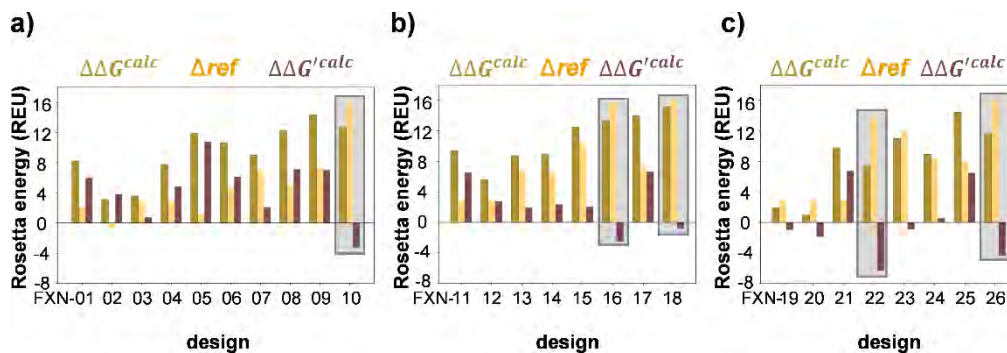 a)
ΔΔG^calc Δref ΔΔG'^calc
Rosetta energy (REU)
16
12
8
4
0
-4
-8
FXN-01 02 03 04 05 06 07 08 09 10
design
b)
ΔΔG^calc Δref ΔΔG'^calc
Rosetta energy (REU)
16
12
8
4
0
-4
-8
FXN-11 12 13 14 15 16 17 18
design
c)
ΔΔG^calc Δref ΔΔG'^calc
Rosetta energy (REU)
16
12
8
4
0
-4
-8
FXN-19 20 21 22 23 24 25 26
design